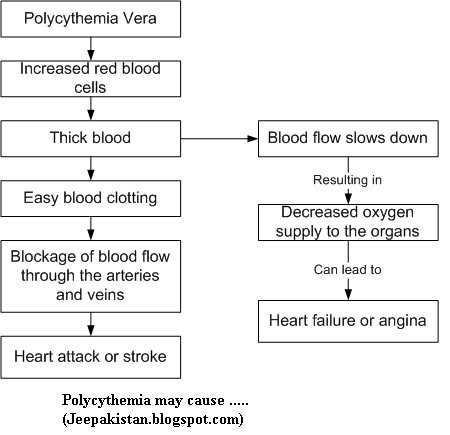 Polycythemia Vera
Increased red blood
cells
Thick blood
Easy blood clotting
Blockage of blood flow
through the arteries
and veins
Heart attack or stroke
Blood flow slows down
Resulting in
Decreased oxygen
supply to the organs
Can lead to
Heart failure or angina
Polycythemia may cause .....
(Jeepakistan.blogspot.com)